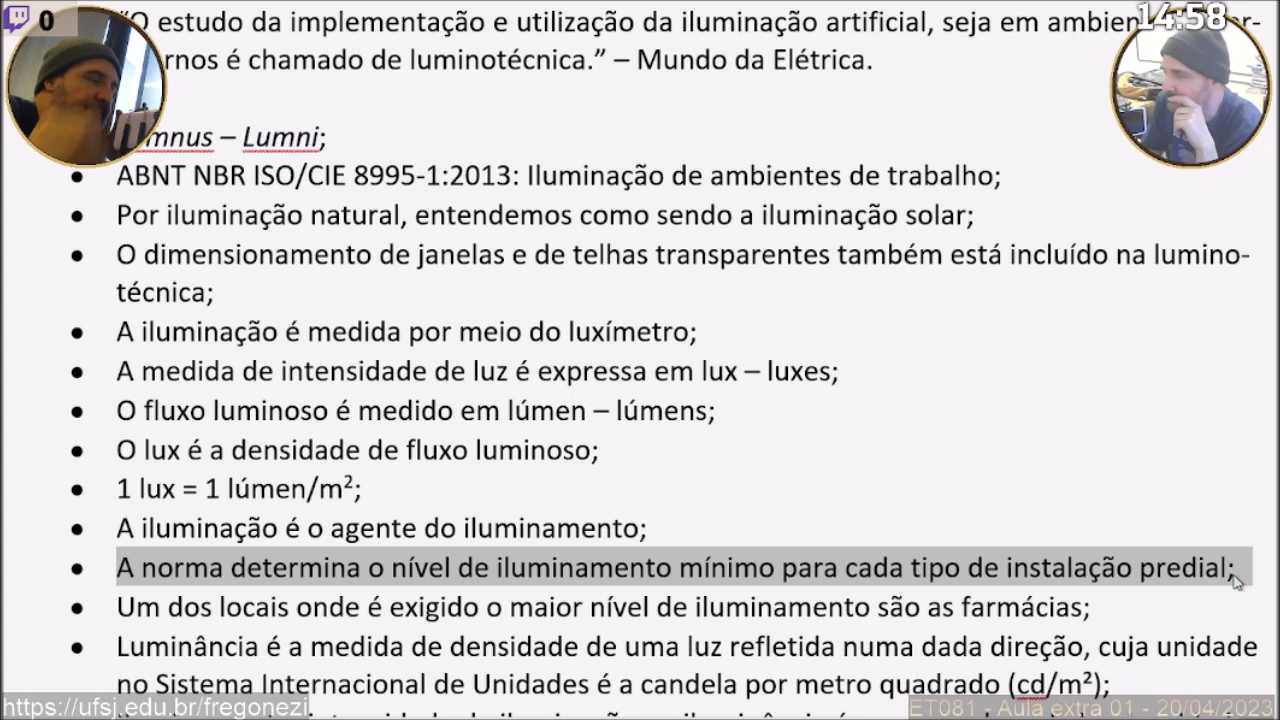 0
14:58
“O estudo da implementação e utilização da iluminação artificial, seja em
é chamado de luminotécnica.” – Mundo da Elétrica.
– Lumni;
• ABNT NBR ISO/CIE 8995-1:2013: Iluminação de ambientes de trabalho;
• Por iluminação natural, entendemos como sendo a iluminação solar;
• O dimensionamento de janelas e de telhas transparentes também está incluído na lumino-
técnica;
• A iluminação é medida por meio do luxímetro;
• A medida de intensidade de luz é expressa em lux – luxes;
• O fluxo luminoso é medido em lúmen – lúmens;
• O lux é a densidade de fluxo luminoso;
• 1 lux = 1 lúmen/m²;
• A iluminação é o agente do iluminamento;
• A norma determina o nível de iluminamento mínimo para cada tipo de instalação predial;
• Um dos locais onde é exigido o maior nível de iluminamento são as farmácias;
• Luminância é a medida de densidade de uma luz refletida numa dada direção, cuja unidade
no Sistema Internacional de Unidades é a candela por metro quadrado (cd/m²);
https://ufsj.edu.br/fregonezi
ET081 - Aula extra 01 - 20/04/2023